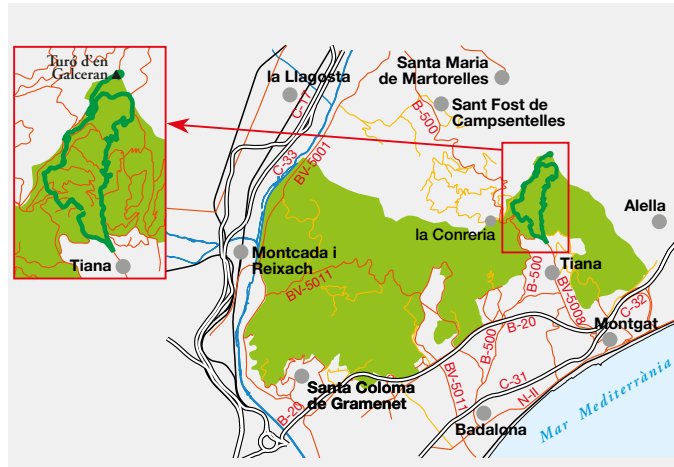 Turó d'en
Galceran
Tiana
la Llagosta
Santa Maria
de Martorelles
Sant Fost de
Campsentelles
C-17
B-500
C-33
BV-5001
Alella
la Conreria
Montcada i
Reixach
BV-5011
B-500
Tiana
BV-5008
C-32
B-20
B-500
Montgat
Santa Coloma
de Gramenet
B-20
BV-5011
C-31
N-II
Badalona
Mar Mediterrània